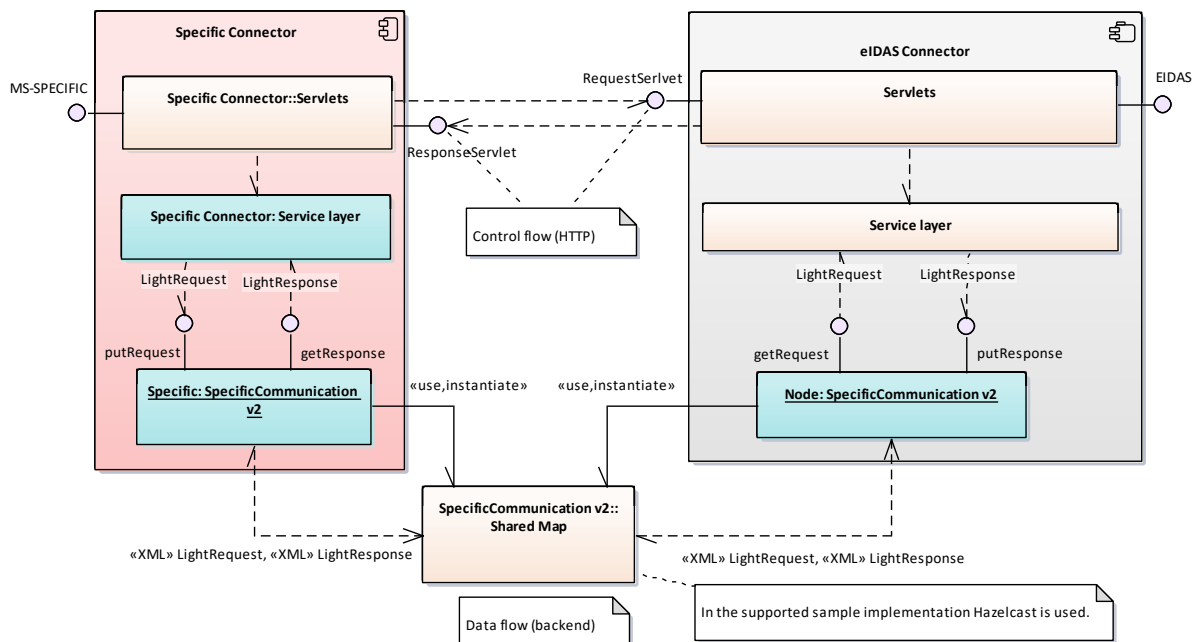 Specific Connector
eIDAS Connector
MS-SPECIFIC
Specific Connector::Servlets
RequestSerlvet
Servlets
EIDAS
ResponseServlet
Specific Connector: Service layer
Control flow (HTTP)
Service layer
LightRequest
LightResponse
LightRequest
LightResponse
putRequest
getResponse
getRequest
putResponse
Specific: SpecificCommunication
v2
«use,instantiate»
«use,instantiate»
Node: SpecificCommunication v2
SpecificCommunication v2::
Shared Map
«XML» LightRequest, «XML» LightResponse
«XML» LightRequest, «XML» LightResponse
Data flow (backend)
In the supported sample implementation Hazelcast is used.